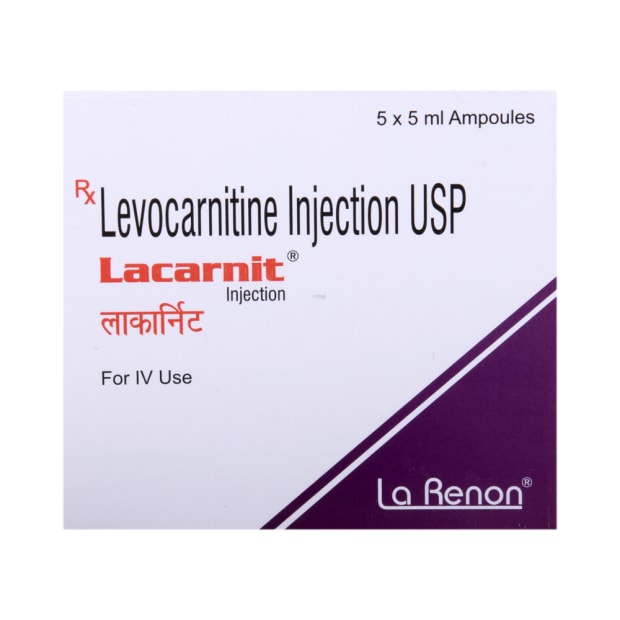 5 x 5 ml Ampoules
Rx Levocarnitine Injection USP
Lacarnit®
Injection
लाकार्निट
For IV Use
La Renon®